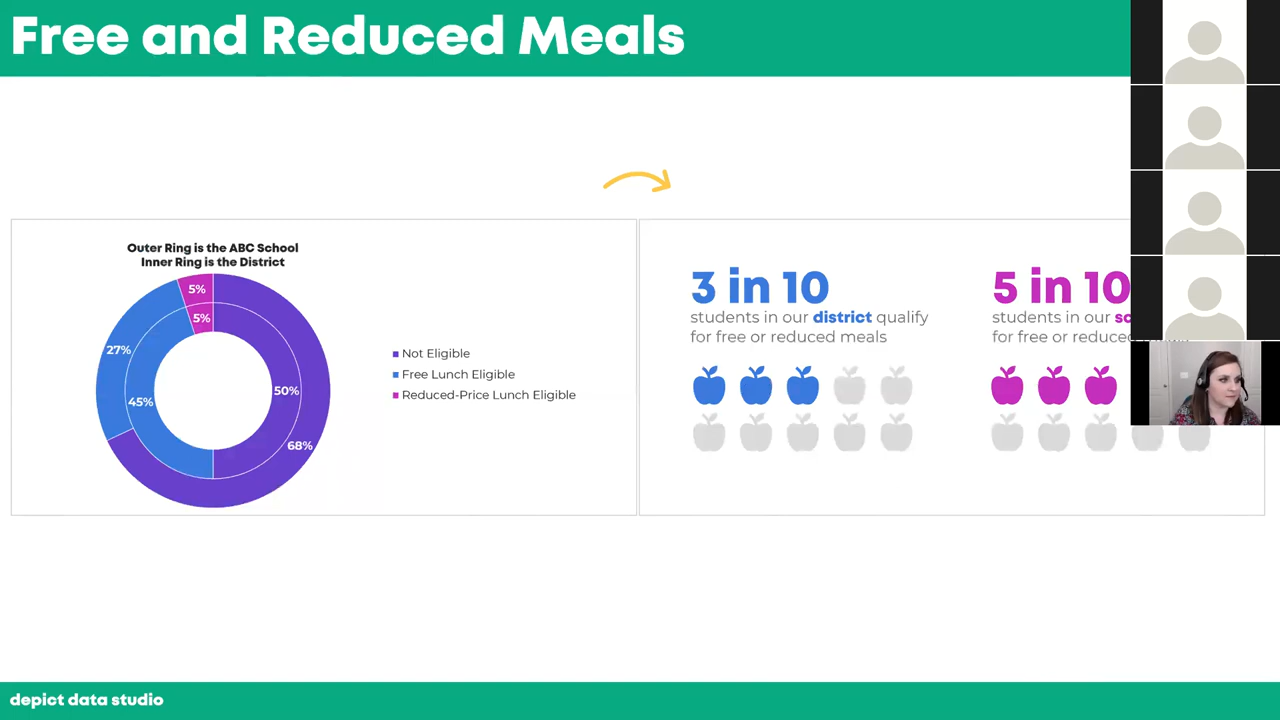 Free and Reduced Meals
Outer Ring is the ABC School
Inner Ring is the District
5%
5%
27%
45%
50%
68%
Not Eligible
Free Lunch Eligible
Reduced-Price Lunch Eligible
3 in 10
students in our district qualify
for free or reduced meals
5 in 10
students in our
for free or reduced
depict data studio